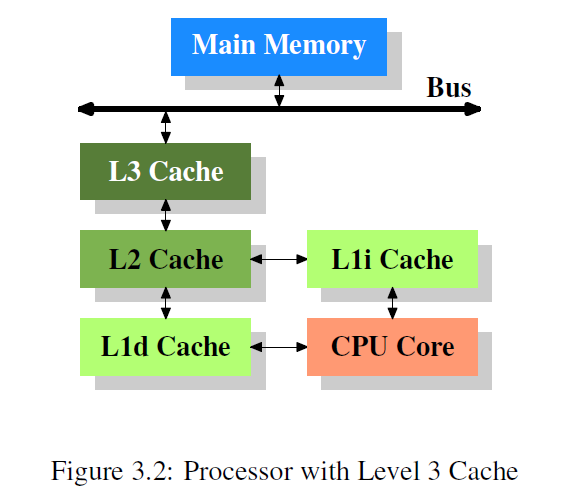 Main Memory
Bus
L3 Cache
L2 Cache
L1i Cache
L1d Cache
CPU Core
Figure 3.2: Processor with Level 3 Cache